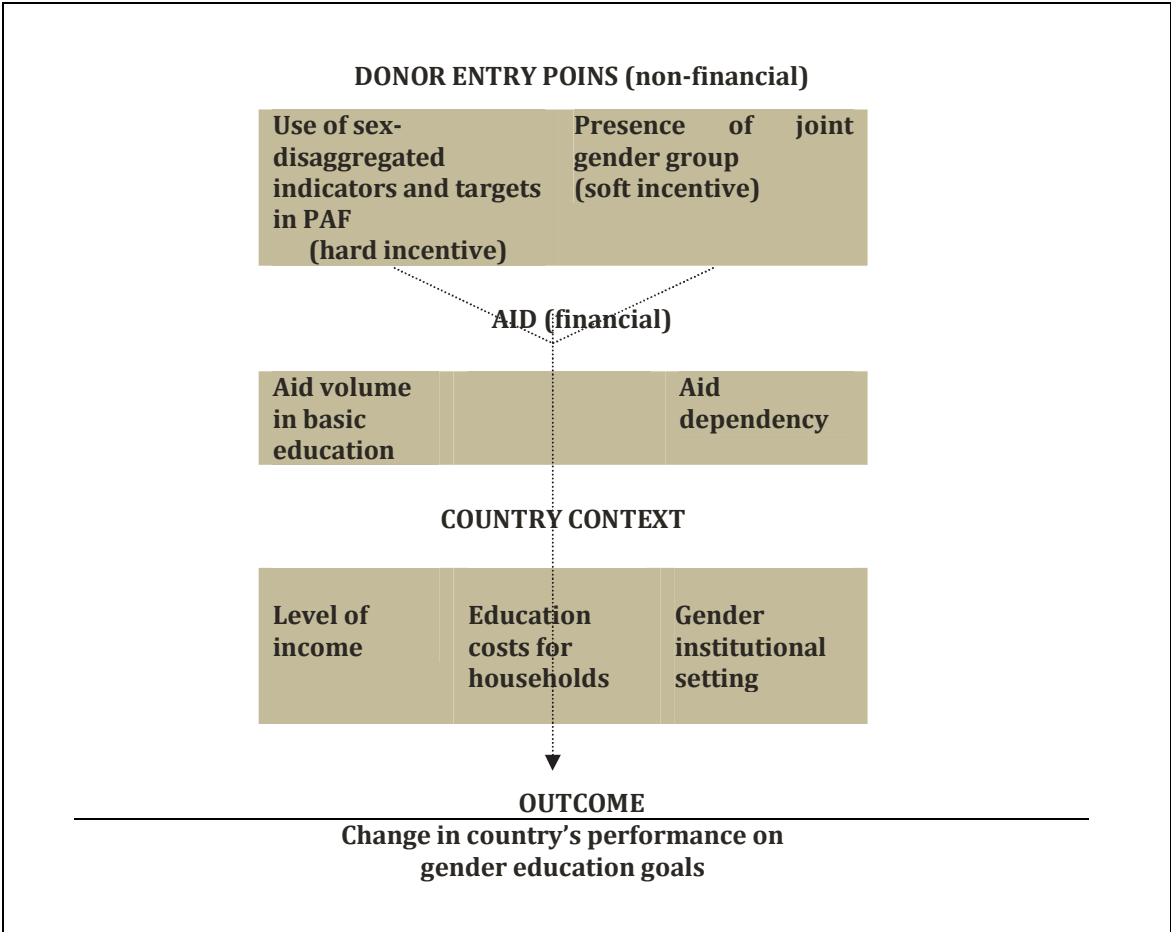 DONOR ENTRY POINS (non-financial)
Use of sex-
disaggregated
indicators and targets
in PAF
(hard incentive)
Presence of joint
gender group
(soft incentive)
AID (financial)
Aid volume
in basic
education
Aid
dependency
COUNTRY CONTEXT
Level of
income
Education
costs for
households
Gender
institutional
setting
OUTCOME
Change in country’s performance on
gender education goals